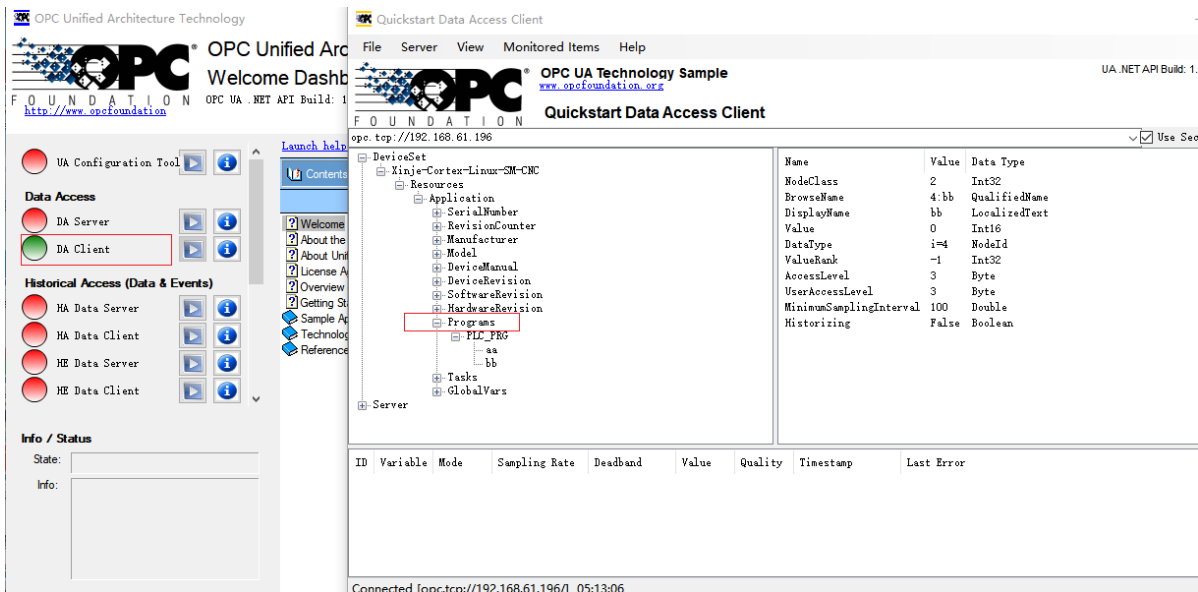 OPC Unified Architecture Technology
OPC
FOUNDATION
http://www.opcfoundation
OPC Unified Arc
Welcome Dashb
OPC UA .NET API Build: 1
UA Configuration Tool
Data Access
DA Server
DA Client
Historical Access (Data & Events)
HA Data Server
HA Data Client
HE Data Server
HE Data Client
Info / Status
State:
Info:
Launch help
Contents
Welcome
About the
About Uni
License A
Overview
Getting St
Sample Ap
Technolog
Reference
Quickstart Data Access Client
File Server View Monitored Items Help
OPC
FOUNDATION
OPC UA Technology Sample
www.opcfoundation.org
Quickstart Data Access Client
UA .NET API Build: 1.
opc.tcp://192.168.61.196
Use Sec
DeviceSet
Xinje-Cortex-Linux-SM-CNC
Resources
Application
SerialNumber
RevisionCounter
Manufacturer
Model
DeviceManual
DeviceRevision
SoftwareRevision
HardwareRevision
Programs
PLC_PRG
aa
bb
Tasks
GlobalVars
Server
Name Value Data Type
NodeClass 2 Int32
BrowseName 4:bb QualifiedName
DisplayName bb LocalizedText
Value 0 Int16
DataType i=4 NodeId
ValueRank -1 Int32
AccessLevel 3 Byte
UserAccessLevel 3 Byte
MinimumSamplingInterval 100 Double
Historizing False Boolean
ID Variable Mode Sampling Rate Deadband Value Quality Timestamp Last Error
Connected [opc.tcp://192.168.61.196/] 05:13:06